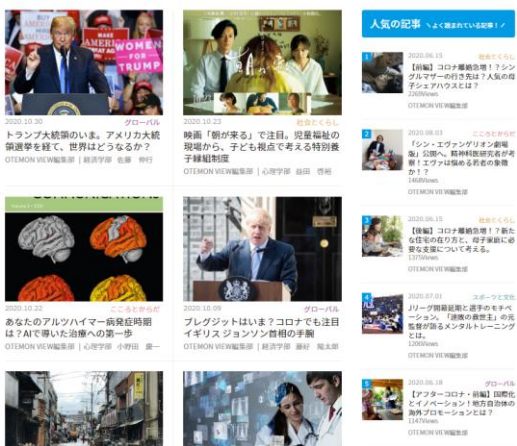 MAKE
AMERICA
WOMEN
FOR
TRUMP
2020.10.30 グローバル
トランプ大統領のいま。アメリカ大統
領選挙を経て、世界はどうなるか？
OTEMON VIEW編集部 | 経済学部 佐藤 伸行
2020.10.23 社会とくらし
映画「朝が来る」で注目。児童福祉の
現場から、子ども視点で考える特別養
子縁組制度
OTEMON VIEW編集部 | 心理学部 益田 啓裕
2020.10.22 こころとからだ
あなたのアルツハイマー病発症時期
は？AIで導いた治療への第一歩
OTEMON VIEW編集部 | 心理学部 小野田 慶一
2020.10.09 グローバル
ブレグジットはいま？コロナでも注目
イギリスジョンソン首相の手腕
OTEMON VIEW編集部 | 経済学部 藤好 陽太郎
人気の記事 \ よく読まれている記事！ /
1
2020.06.15 社会とくらし
【前編】コロナ離婚急増！？シン
グルマザーの行き先は？人気の母
子シェアハウスとは？
2269Views
OTEMON VIEW編集部
2
2020.08.03 こころとからだ
「シン・エヴァンゲリオン劇場
版」公開へ。精神科医研究者が考
察！エヴァは悩める若者の象徴
か！？
1468Views
OTEMON VIEW編集部
3
2020.06.15 社会とくらし
【後編】コロナ離婚急増！？新た
な住宅の在り方と、母子家庭に必
要な支援について考える。
1375Views
OTEMON VIEW編集部
4
2020.07.01 スポーツと文化
Jリーグ開幕延期と選手のモチベ
ーション。「連敗の救世主」の元
監督が語るメンタルトレーニング
とは。
1206Views
OTEMON VIEW編集部
5
2020.06.18 グローバル
【アフターコロナ・前編】国際化
とイノベーション！地方自治体の
海外プロモーションとは？
1147Views
OTEMON VIEW編集部